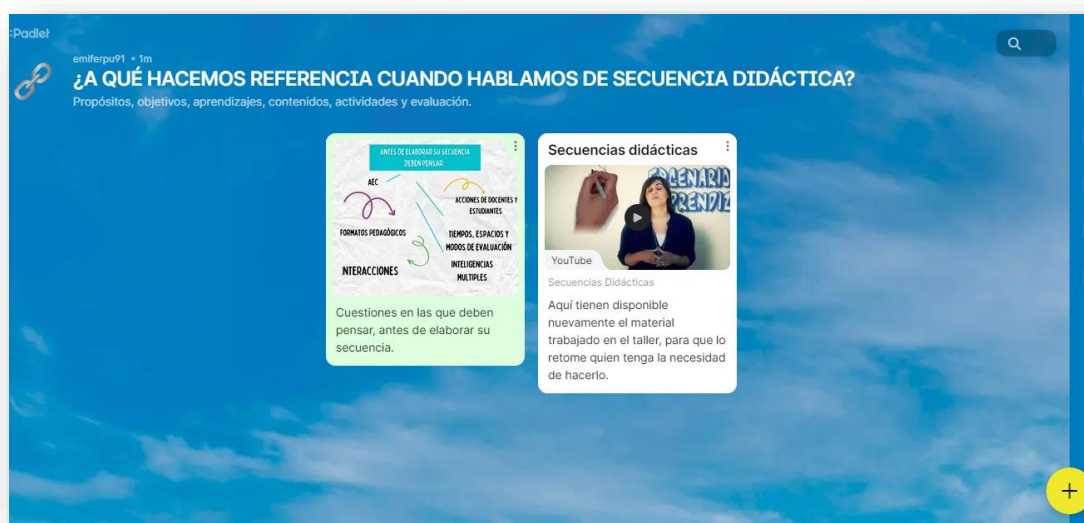 :Padlet
emiferpu91 • 1m
¿A QUÉ HACEMOS REFERENCIA CUANDO HABLAMOS DE SECUENCIA DIDÁCTICA?
Propósitos, objetivos, aprendizajes, contenidos, actividades y evaluación.
ANTES DE ELABORAR SU SECUENCIA
DEBEN PENSAR:
AEC
ACCIONES DE DOCENTES Y
ESTUDIANTES
FORMATOS PEDAGÓGICOS
TIEMPOS, ESPACIOS Y
MODOS DE EVALUACIÓN
NTERACCIONES
INTELIGENCIAS
MULTIPLES
Cuestiones en las que deben
pensar, antes de elaborar su
secuencia.
Secuencias didácticas
YouTube
Secuencias Didácticas
Aquí tienen disponible
nuevamente el material
trabajado en el taller, para que lo
retome quien tenga la necesidad
de hacerlo.